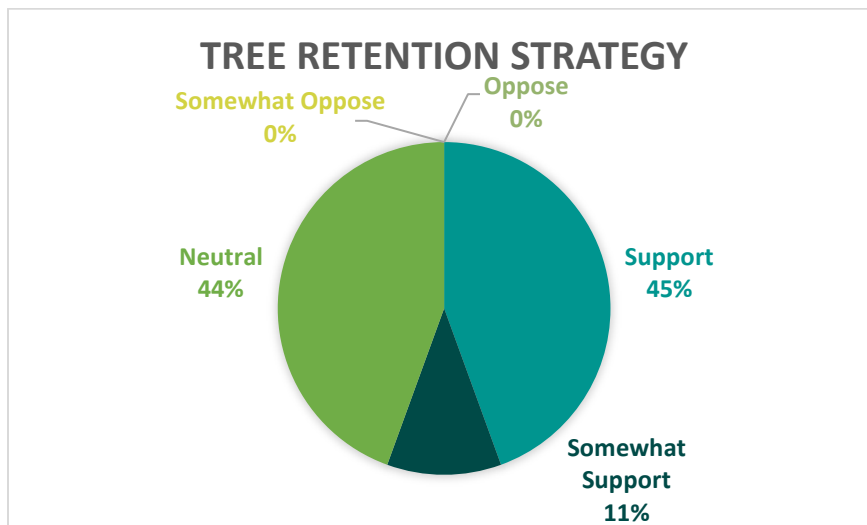 TREE RETENTION STRATEGY
Somewhat Oppose
0%
Oppose
0%
Neutral
44%
Support
45%
Somewhat
Support
11%